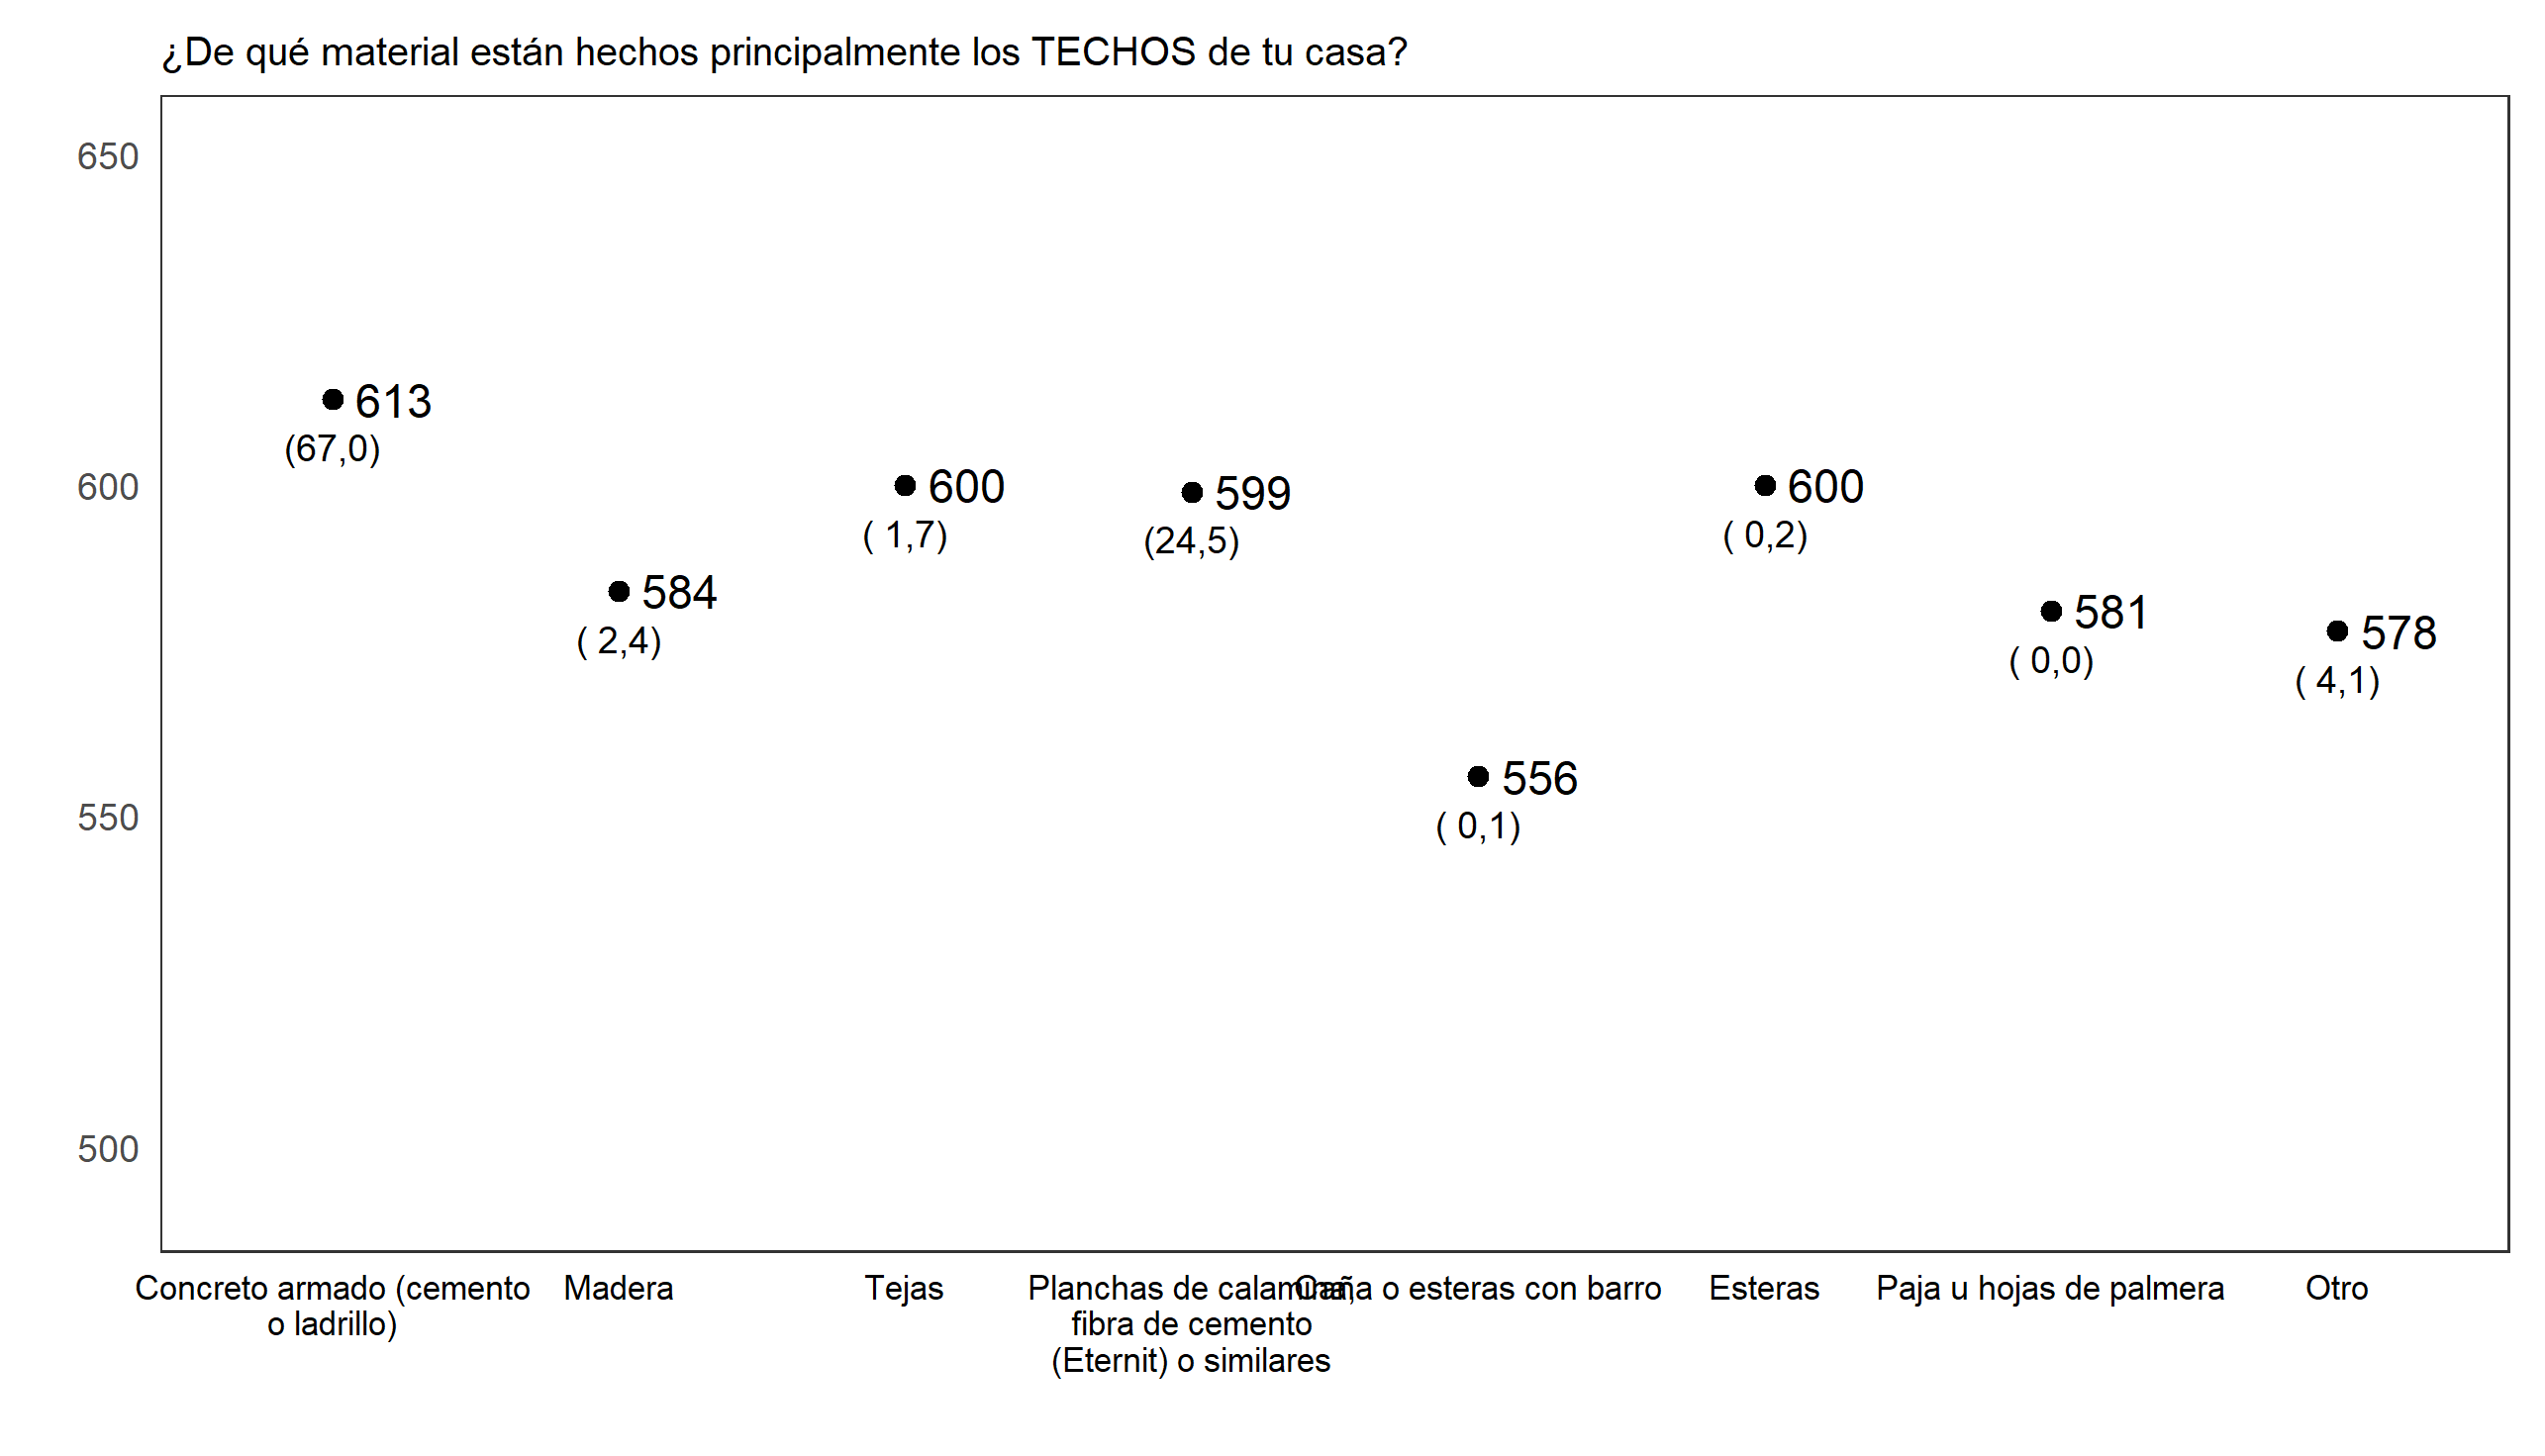 ¿De qué material están hechos principalmente los TECHOS de tu casa?
650
600
550
500
613
(67,0)
584
( 2,4)
600
( 1,7)
599
(24,5)
556
( 0,1)
600
( 0,2)
581
( 0,0)
578
( 4,1)
Concreto armado (cemento
o ladrillo)
Madera
Tejas
Planchas de calamina,
fibra de cemento
(Eternit) o similares
Caña o esteras con barro
Esteras
Paja u hojas de palmera
Otro